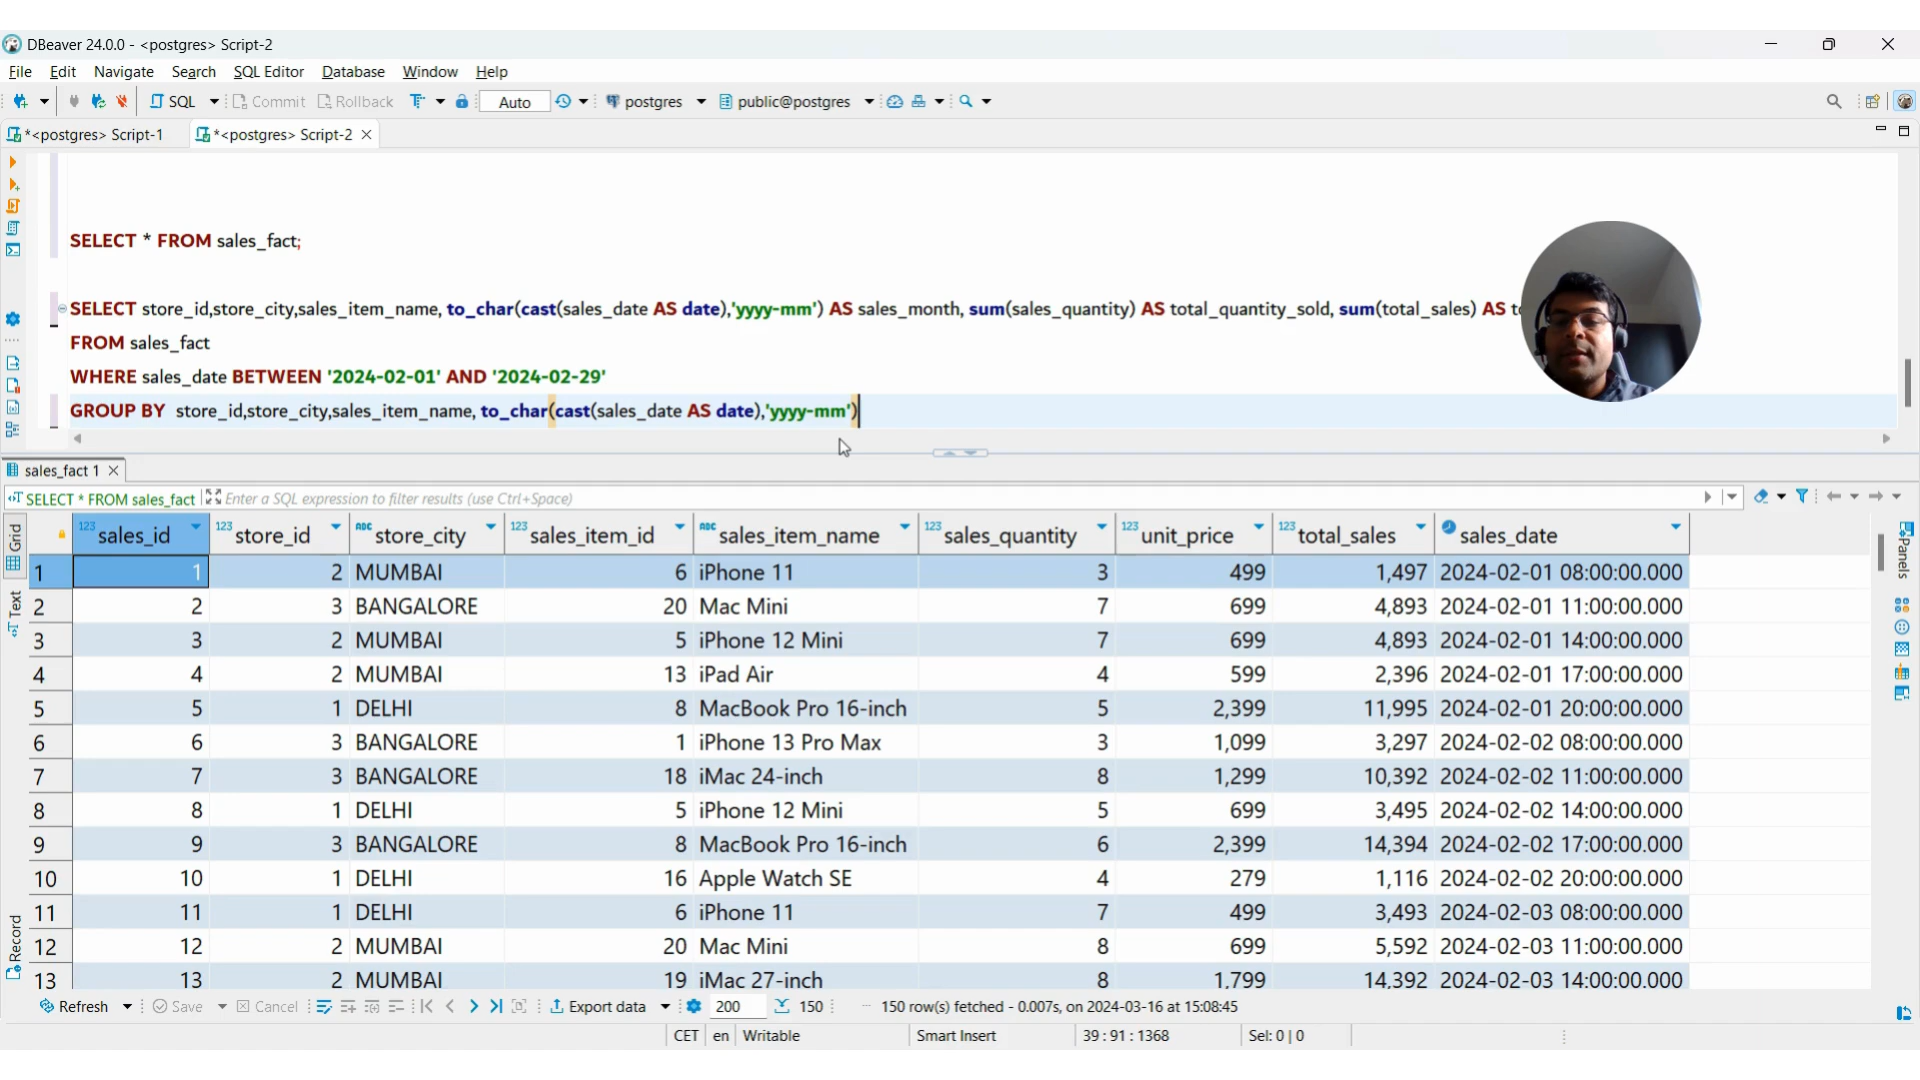 DBeaver 24.0.0 - <postgres> Script-2
File Edit Navigate Search SQL Editor Database Window Help
SQL Commit Rollback Auto postgres public@postgres
*<postgres> Script-1 *<postgres> Script-2
SELECT * FROM sales_fact;
SELECT store_id,store_city,sales_item_name, to_char(cast(sales_date AS date),'yyyy-mm') AS sales_month, sum(sales_quantity) AS total_quantity_sold, sum(total_sales) AS
FROM sales_fact
WHERE sales_date BETWEEN '2024-02-01' AND '2024-02-29'
GROUP BY store_id,store_city,sales_item_name, to_char(cast(sales_date AS date),'yyyy-mm')
sales_fact 1
SELECT * FROM sales_fact Enter a SQL expression to filter results (use Ctrl+Space)
Grid
Text
Record
Panels
123 sales_id 123 store_id ABC store_city 123 sales_item_id ABC sales_item_name 123 sales_quantity 123 unit_price 123 total_sales sales_date
1 1 2 MUMBAI 6 iPhone 11 3 499 1,497 2024-02-01 08:00:00.000
2 2 3 BANGALORE 20 Mac Mini 7 699 4,893 2024-02-01 11:00:00.000
3 3 2 MUMBAI 5 iPhone 12 Mini 7 699 4,893 2024-02-01 14:00:00.000
4 4 2 MUMBAI 13 iPad Air 4 599 2,396 2024-02-01 17:00:00.000
5 5 1 DELHI 8 MacBook Pro 16-inch 5 2,399 11,995 2024-02-01 20:00:00.000
6 6 3 BANGALORE 1 iPhone 13 Pro Max 3 1,099 3,297 2024-02-02 08:00:00.000
7 7 3 BANGALORE 18 iMac 24-inch 8 1,299 10,392 2024-02-02 11:00:00.000
8 8 1 DELHI 5 iPhone 12 Mini 5 699 3,495 2024-02-02 14:00:00.000
9 9 3 BANGALORE 8 MacBook Pro 16-inch 6 2,399 14,394 2024-02-02 17:00:00.000
10 10 1 DELHI 16 Apple Watch SE 4 279 1,116 2024-02-02 20:00:00.000
11 11 1 DELHI 6 iPhone 11 7 499 3,493 2024-02-03 08:00:00.000
12 12 2 MUMBAI 20 Mac Mini 8 699 5,592 2024-02-03 11:00:00.000
13 13 2 MUMBAI 19 iMac 27-inch 8 1,799 14,392 2024-02-03 14:00:00.000
Refresh Save Cancel Export data 200 150 150 row(s) fetched - 0.007s, on 2024-03-16 at 15:08:45
CET en Writable Smart Insert 39 : 91 : 1368 Sel: 0 | 0